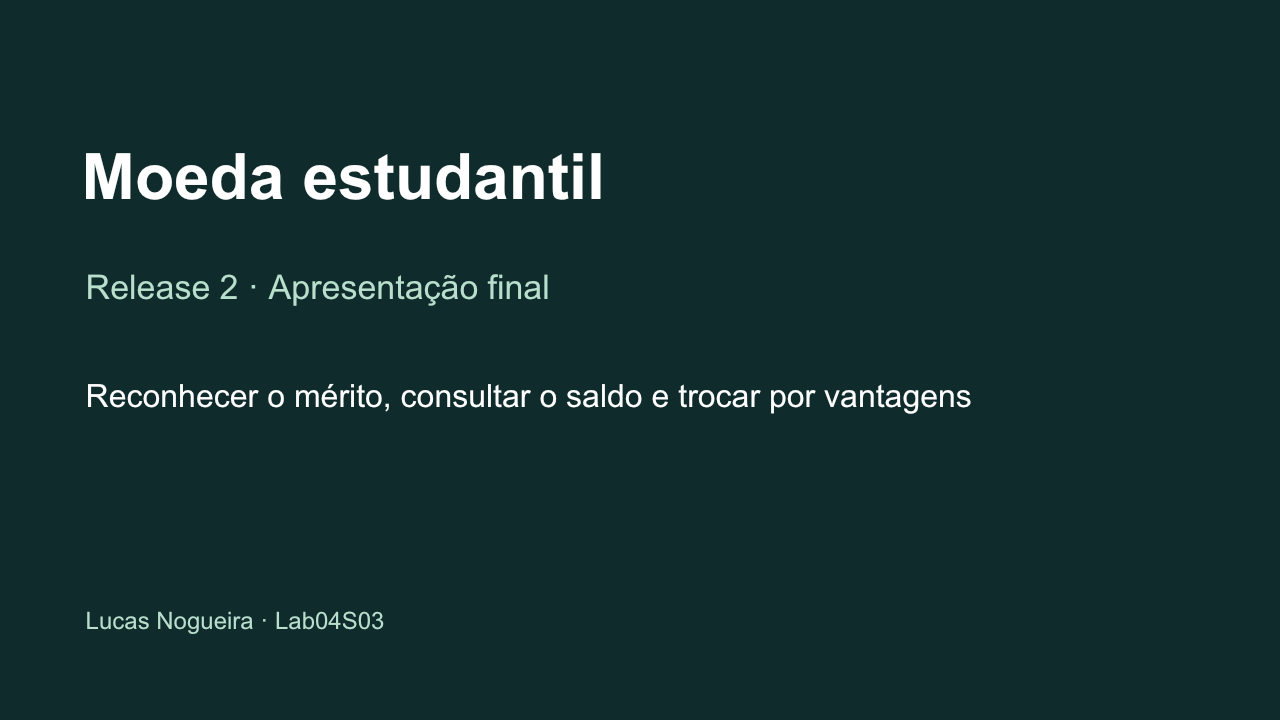 Moeda estudantil
Release 2 · Apresentação final
Reconhecer o mérito, consultar o saldo e trocar por vantagens
Lucas Nogueira · Lab04S03